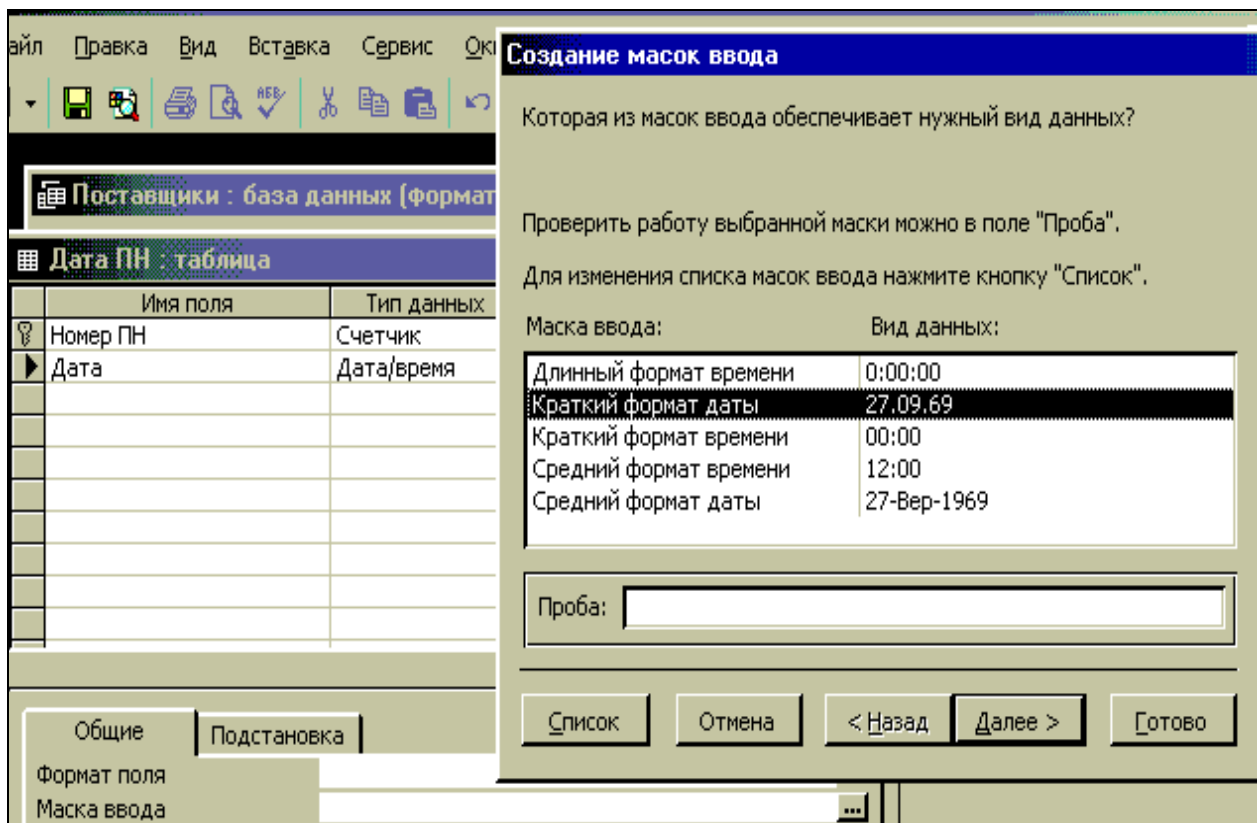 айл Правка Вид Вставка Сервис Ок
Поставщики : база данных (формат
Дата ПН : таблица
Имя поля Тип данных
Номер ПН Счетчик
Дата Дата/время
Общие Подстановка
Формат поля
Маска ввода ...
Создание масок ввода
Которая из масок ввода обеспечивает нужный вид данных?
Проверить работу выбранной маски можно в поле "Проба".
Для изменения списка масок ввода нажмите кнопку "Список".
Маска ввода: Вид данных:
Длинный формат времени 0:00:00
Краткий формат даты 27.09.69
Краткий формат времени 00:00
Средний формат времени 12:00
Средний формат даты 27-Вер-1969
Проба:
Список Отмена < Назад Далее > Готово